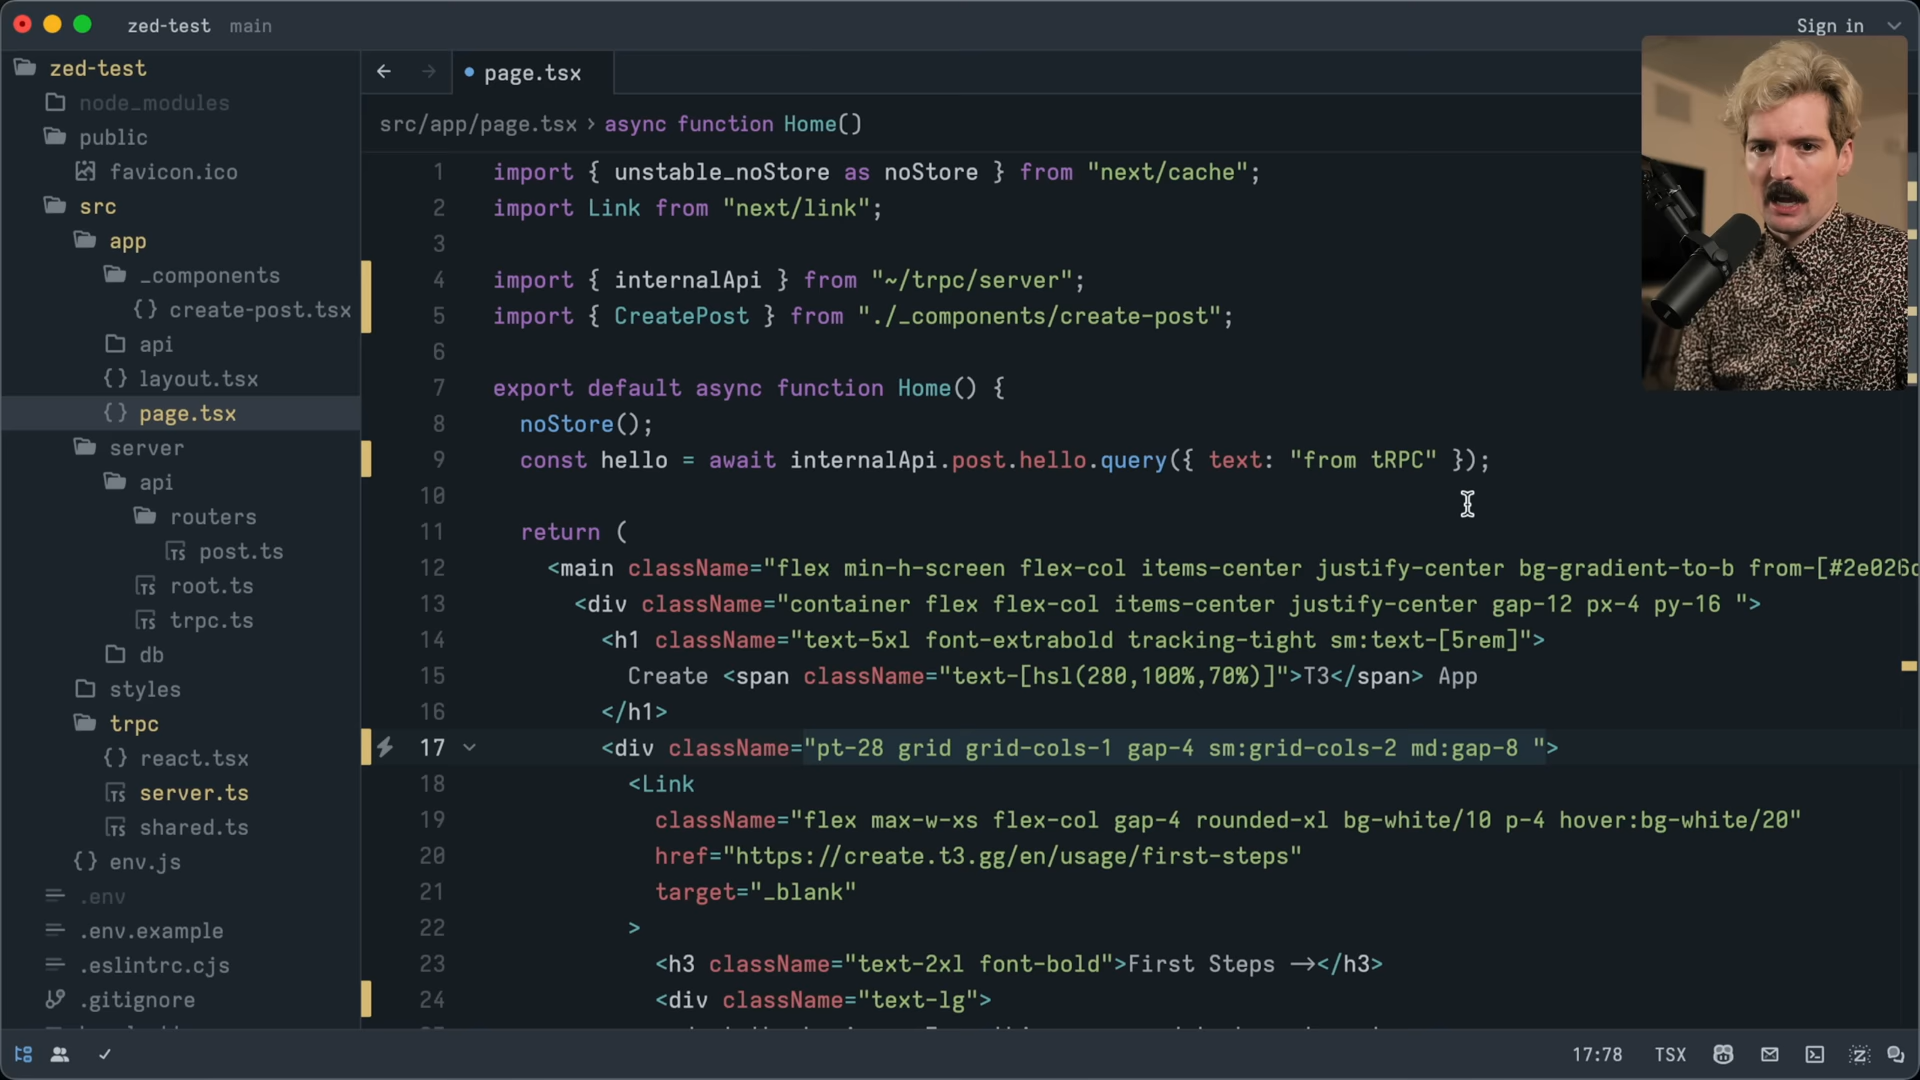 zed-test main
Sign in
zed-test
node_modules
public
favicon.ico
src
app
_components
create-post.tsx
api
layout.tsx
page.tsx
server
api
routers
post.ts
root.ts
trpc.ts
db
styles
trpc
react.tsx
server.ts
shared.ts
env.js
.env
.env.example
.eslintrc.cjs
.gitignore
page.tsx
src/app/page.tsx › async function Home()
1 import { unstable_noStore as noStore } from "next/cache";
2 import Link from "next/link";
3
4 import { internalApi } from "~/trpc/server";
5 import { CreatePost } from "./_components/create-post";
6
7 export default async function Home() {
8 noStore();
9 const hello = await internalApi.post.hello.query({ text: "from tRPC" });
10
11 return (
12 <main className="flex min-h-screen flex-col items-center justify-center bg-gradient-to-b from-[#2e026d
13 <div className="container flex flex-col items-center justify-center gap-12 px-4 py-16 ">
14 <h1 className="text-5xl font-extrabold tracking-tight sm:text-[5rem]">
15 Create <span className="text-[hsl(280,100%,70%)]">T3</span> App
16 </h1>
17 <div className="pt-28 grid grid-cols-1 gap-4 sm:grid-cols-2 md:gap-8 ">
18 <Link
19 className="flex max-w-xs flex-col gap-4 rounded-xl bg-white/10 p-4 hover:bg-white/20"
20 href="https://create.t3.gg/en/usage/first-steps"
21 target="_blank"
22 >
23 <h3 className="text-2xl font-bold">First Steps →</h3>
24 <div className="text-lg">
17:78 TSX